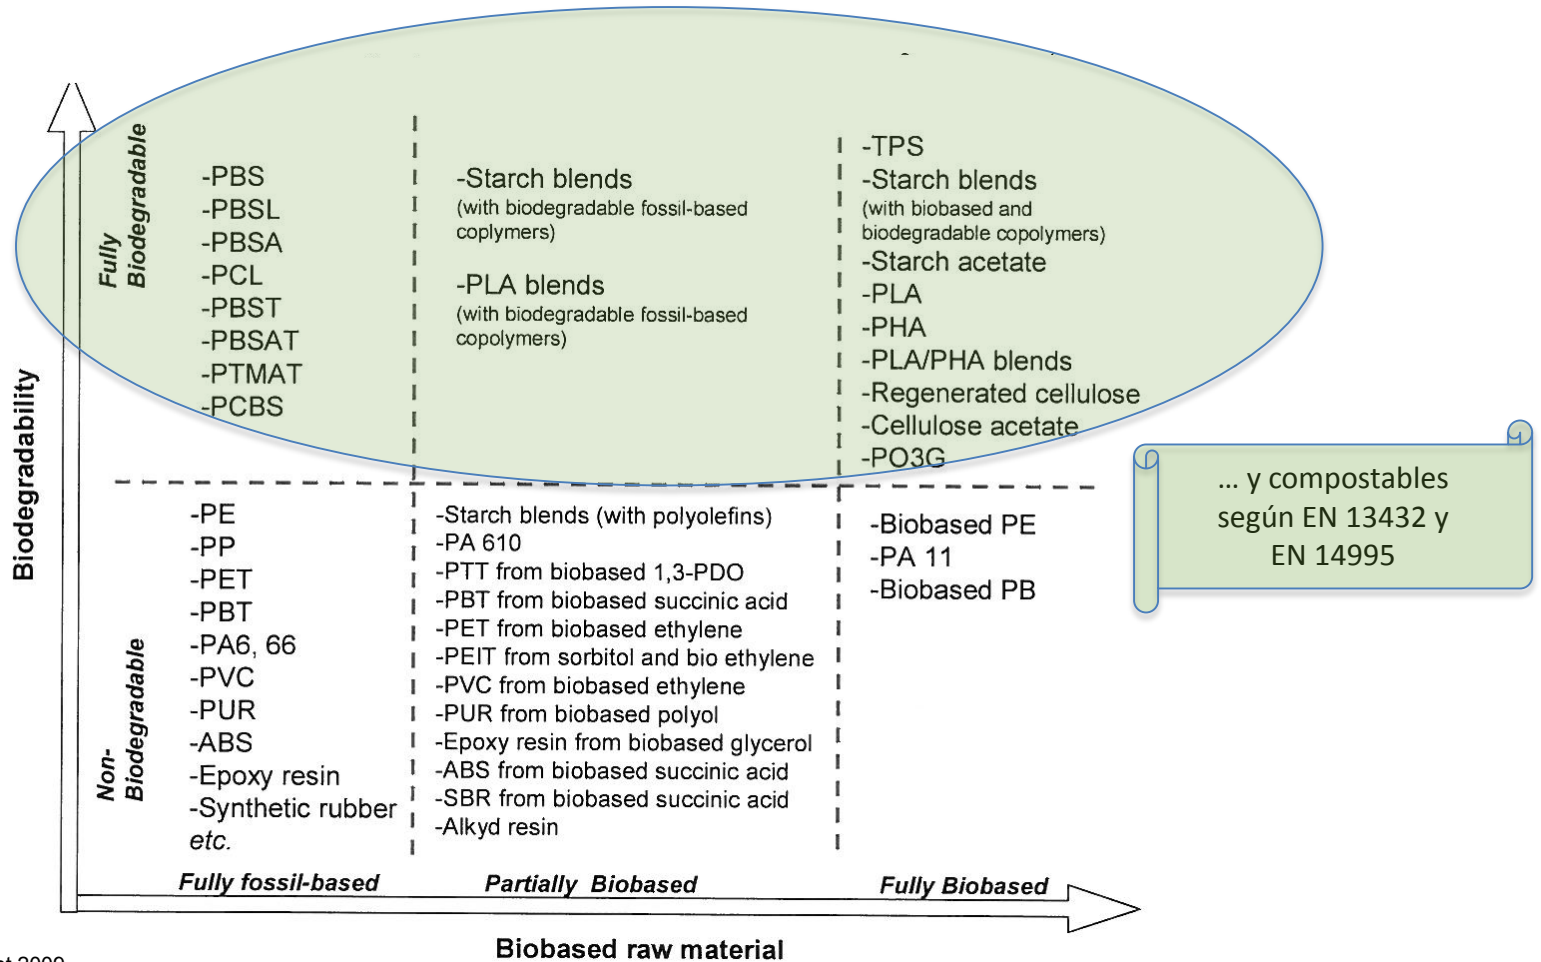 Biodegradability
Fully
Biodegradable
-PBS
-PBSL
-PBSA
-PCL
-PBST
-PBSAT
-PTMAT
-PCBS
-Starch blends
(with biodegradable fossil-based
coplymers)
-PLA blends
(with biodegradable fossil-based
copolymers)
-TPS
-Starch blends
(with biobased and
biodegradable copolymers)
-Starch acetate
-PLA
-PHA
-PLA/PHA blends
-Regenerated cellulose
-Cellulose acetate
-PO3G
... y compostables
según EN 13432 y
EN 14995
Non-
Biodegradable
-PE
-PP
-PET
-PBT
-PA6, 66
-PVC
-PUR
-ABS
-Epoxy resin
-Synthetic rubber
etc.
-Starch blends (with polyolefins)
-PA 610
-PTT from biobased 1,3-PDO
-PBT from biobased succinic acid
-PET from biobased ethylene
-PEIT from sorbitol and bio ethylene
-PVC from biobased ethylene
-PUR from biobased polyol
-Epoxy resin from biobased glycerol
-ABS from biobased succinic acid
-SBR from biobased succinic acid
-Alkyd resin
-Biobased PE
-PA 11
-Biobased PB
Fully fossil-based
Partially Biobased
Fully Biobased
Biobased raw material